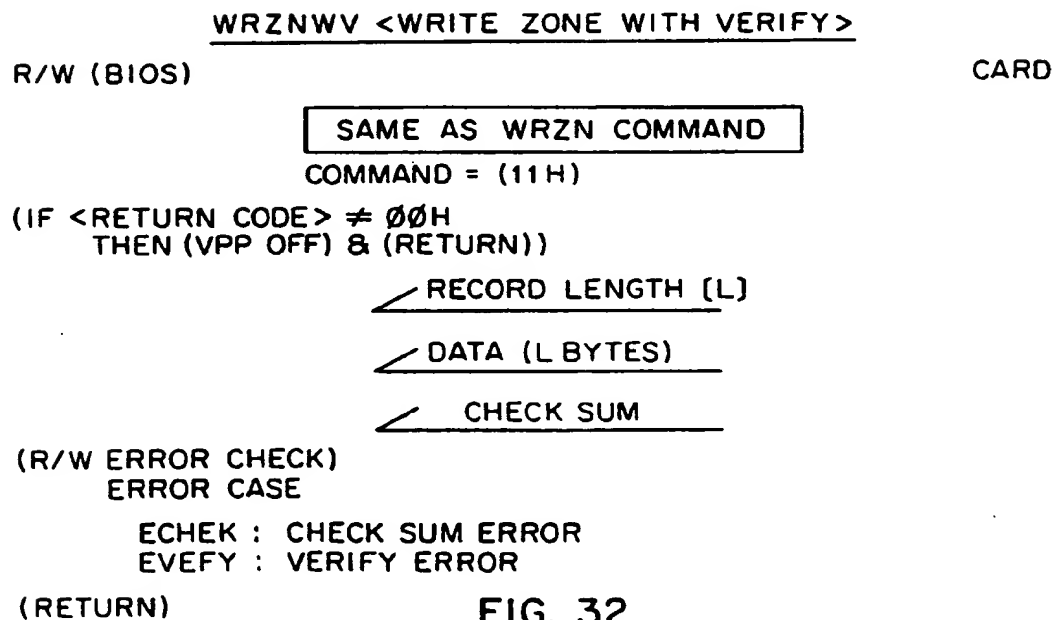 WRZNWV <WRITE ZONE WITH VERIFY>
R/W (BIOS) CARD
SAME AS WRZN COMMAND
COMMAND = (11H)
(IF <RETURN CODE> ≠ ØØH
THEN (VPP OFF) & (RETURN))
RECORD LENGTH [L]
DATA (L BYTES)
CHECK SUM
(R/W ERROR CHECK)
ERROR CASE
ECHEK : CHECK SUM ERROR
EVEFY : VERIFY ERROR
(RETURN) FIG. 32